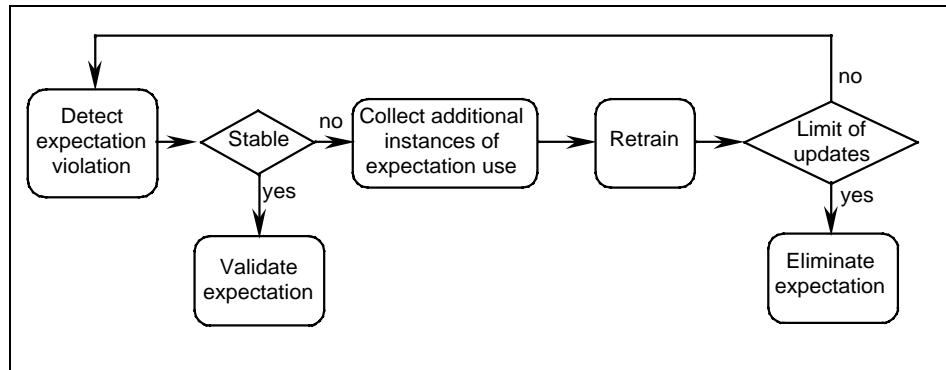 no
Detect
expectation
violation
Stable
no
Collect additional
instances of
expectation use
Retrain
Limit of
updates
yes
yes
Validate
expectation
Eliminate
expectation